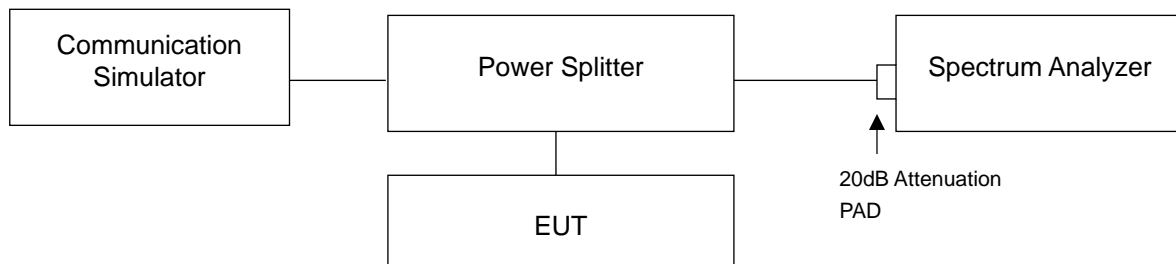 Communication
Simulator
Power Splitter
Spectrum Analyzer
20dB Attenuation
PAD
EUT